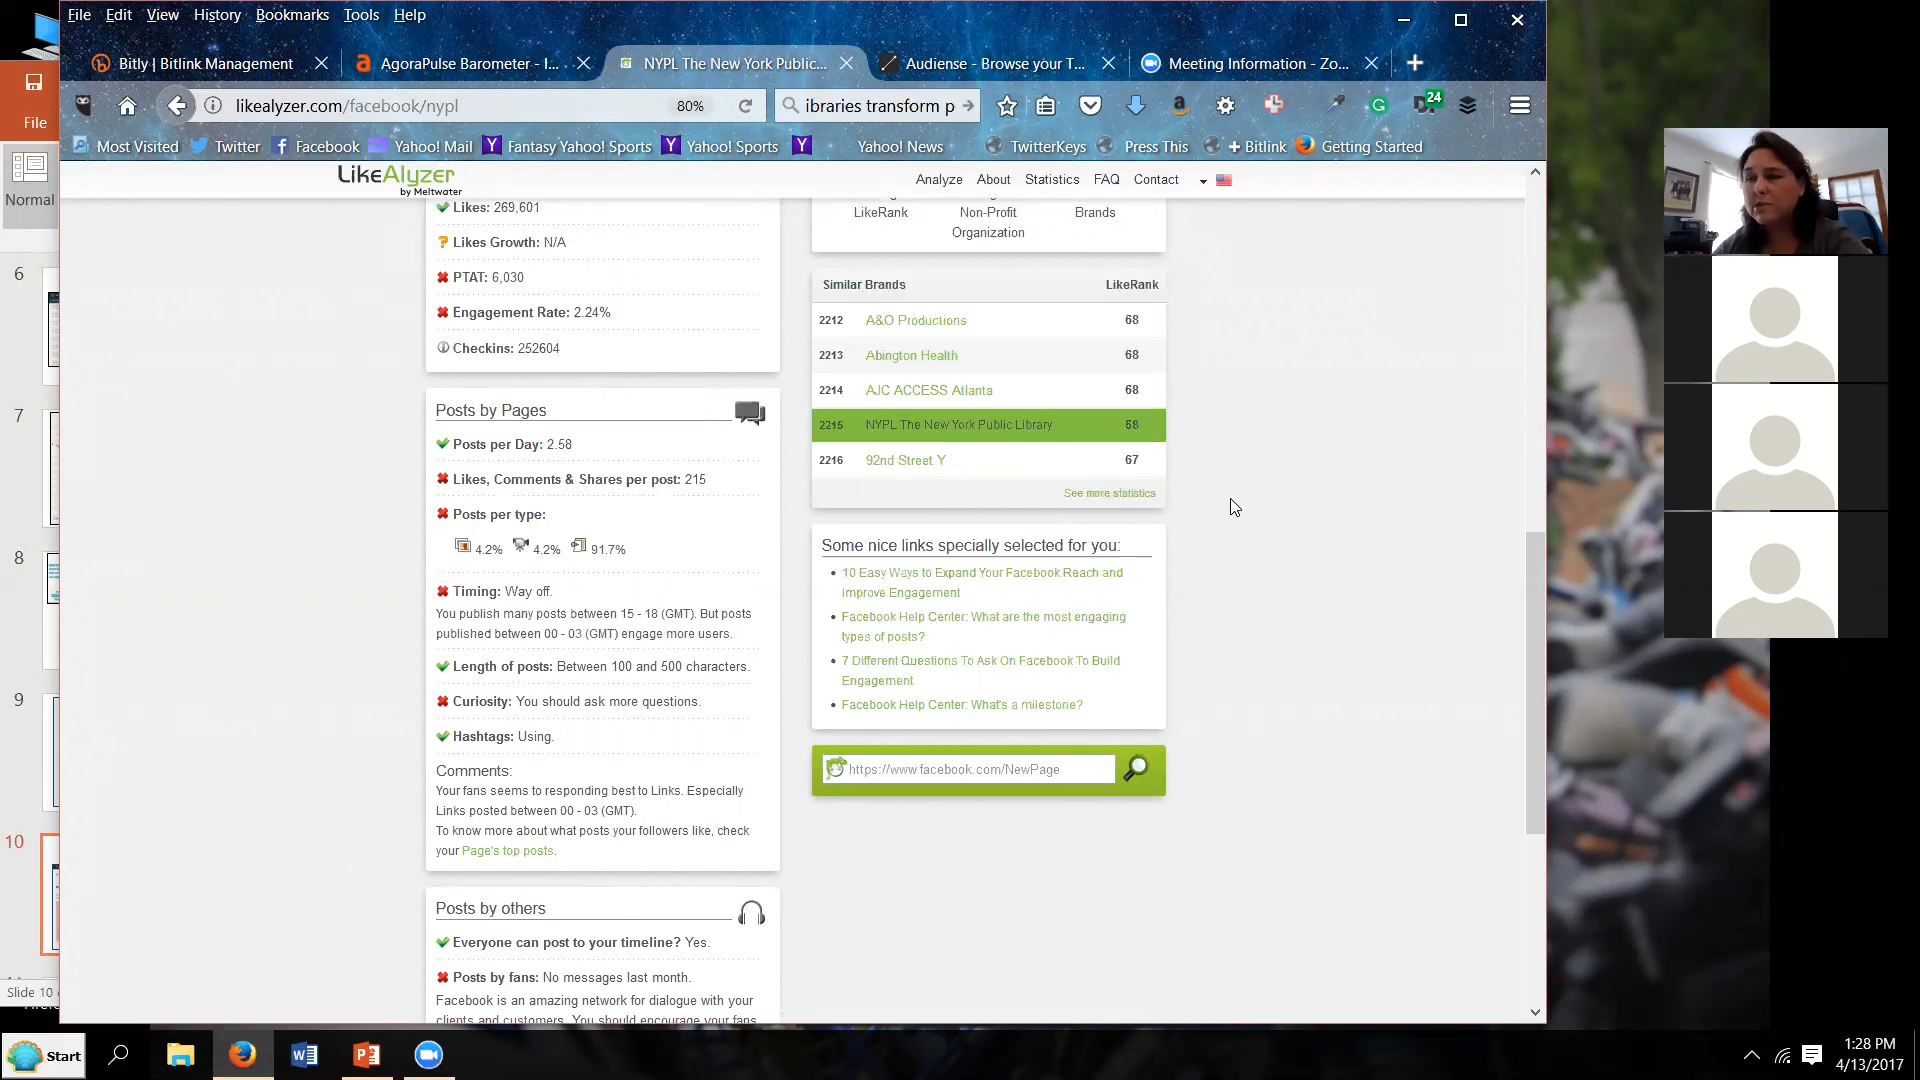 File Edit View History Bookmarks Tools Help
Bitly | Bitlink Management
AgoraPulse Barometer - I...
NYPL The New York Public...
Audiense - Browse your T...
Meeting Information - Zo...
likealyzer.com/facebook/nypl
80%
libraries transform p
24
Most Visited Twitter Facebook Yahoo! Mail Fantasy Yahoo! Sports Yahoo! Sports Yahoo! News TwitterKeys Press This + Bitlink Getting Started
File
Normal
6
7
8
9
10
Slide 10
LikeAlyzer
by Meltwater
Analyze About Statistics FAQ Contact
Likes: 269,601
Likes Growth: N/A
PTAT: 6,030
Engagement Rate: 2.24%
Checkins: 252604
Posts by Pages
Posts per Day: 2.58
Likes, Comments & Shares per post: 215
Posts per type:
4.2% 4.2% 91.7%
Timing: Way off.
You publish many posts between 15 - 18 (GMT). But posts
published between 00 - 03 (GMT) engage more users.
Length of posts: Between 100 and 500 characters.
Curiosity: You should ask more questions.
Hashtags: Using.
Comments:
Your fans seems to responding best to Links. Especially
Links posted between 00 - 03 (GMT).
To know more about what posts your followers like, check
your Page's top posts.
Posts by others
Everyone can post to your timeline? Yes.
Posts by fans: No messages last month.
Facebook is an amazing network for dialogue with your
clients and customers. You should encourage your fans
LikeRank
Non-Profit
Organization
Brands
Similar Brands LikeRank
2212 A&O Productions 68
2213 Abington Health 68
2214 AJC ACCESS Atlanta 68
2215 NYPL The New York Public Library 68
2216 92nd Street Y 67
See more statistics
Some nice links specially selected for you:
10 Easy Ways to Expand Your Facebook Reach and
Improve Engagement
Facebook Help Center: What are the most engaging
types of posts?
7 Different Questions To Ask On Facebook To Build
Engagement
Facebook Help Center: What's a milestone?
https://www.facebook.com/NewPage
Start
1:28 PM
4/13/2017